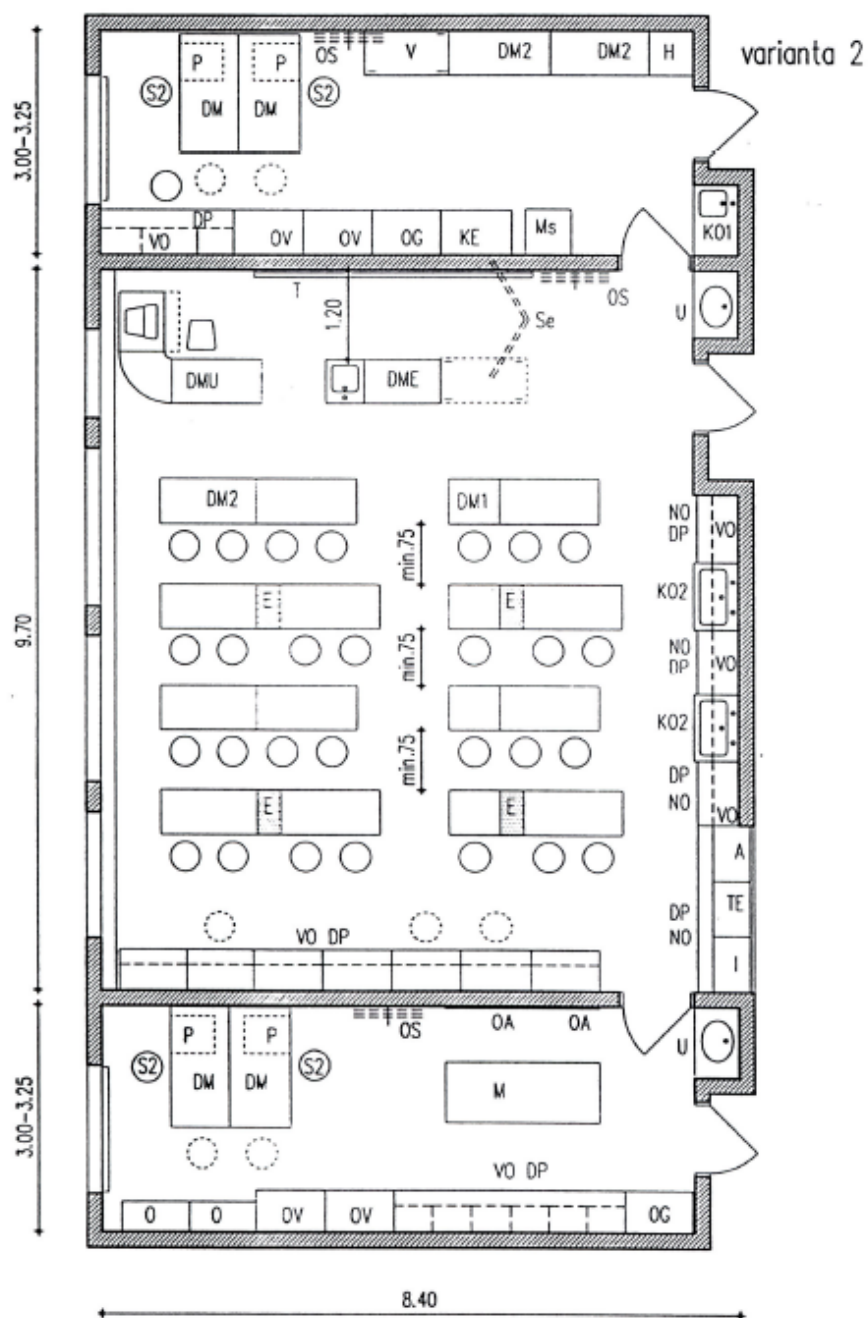 varianta 2
OS V DM2 DM2 H
P P
S2 DM DM S2
3.00-3.25
DP
VO OV OV OG KE Ms KO1
T OS
1.20
Se U
DMU DME
DM2 DM1 NO VO
DP
min.75
E E KO2
NO VO
DP
min.75
9.70
KO2
min.75
DP
NO VO
E E
A
DP TE
NO
VO DP I
P P OS OA OA
S2 DM DM S2 U
M
3.00-3.25
VO DP
O O OV OV OG
8.40